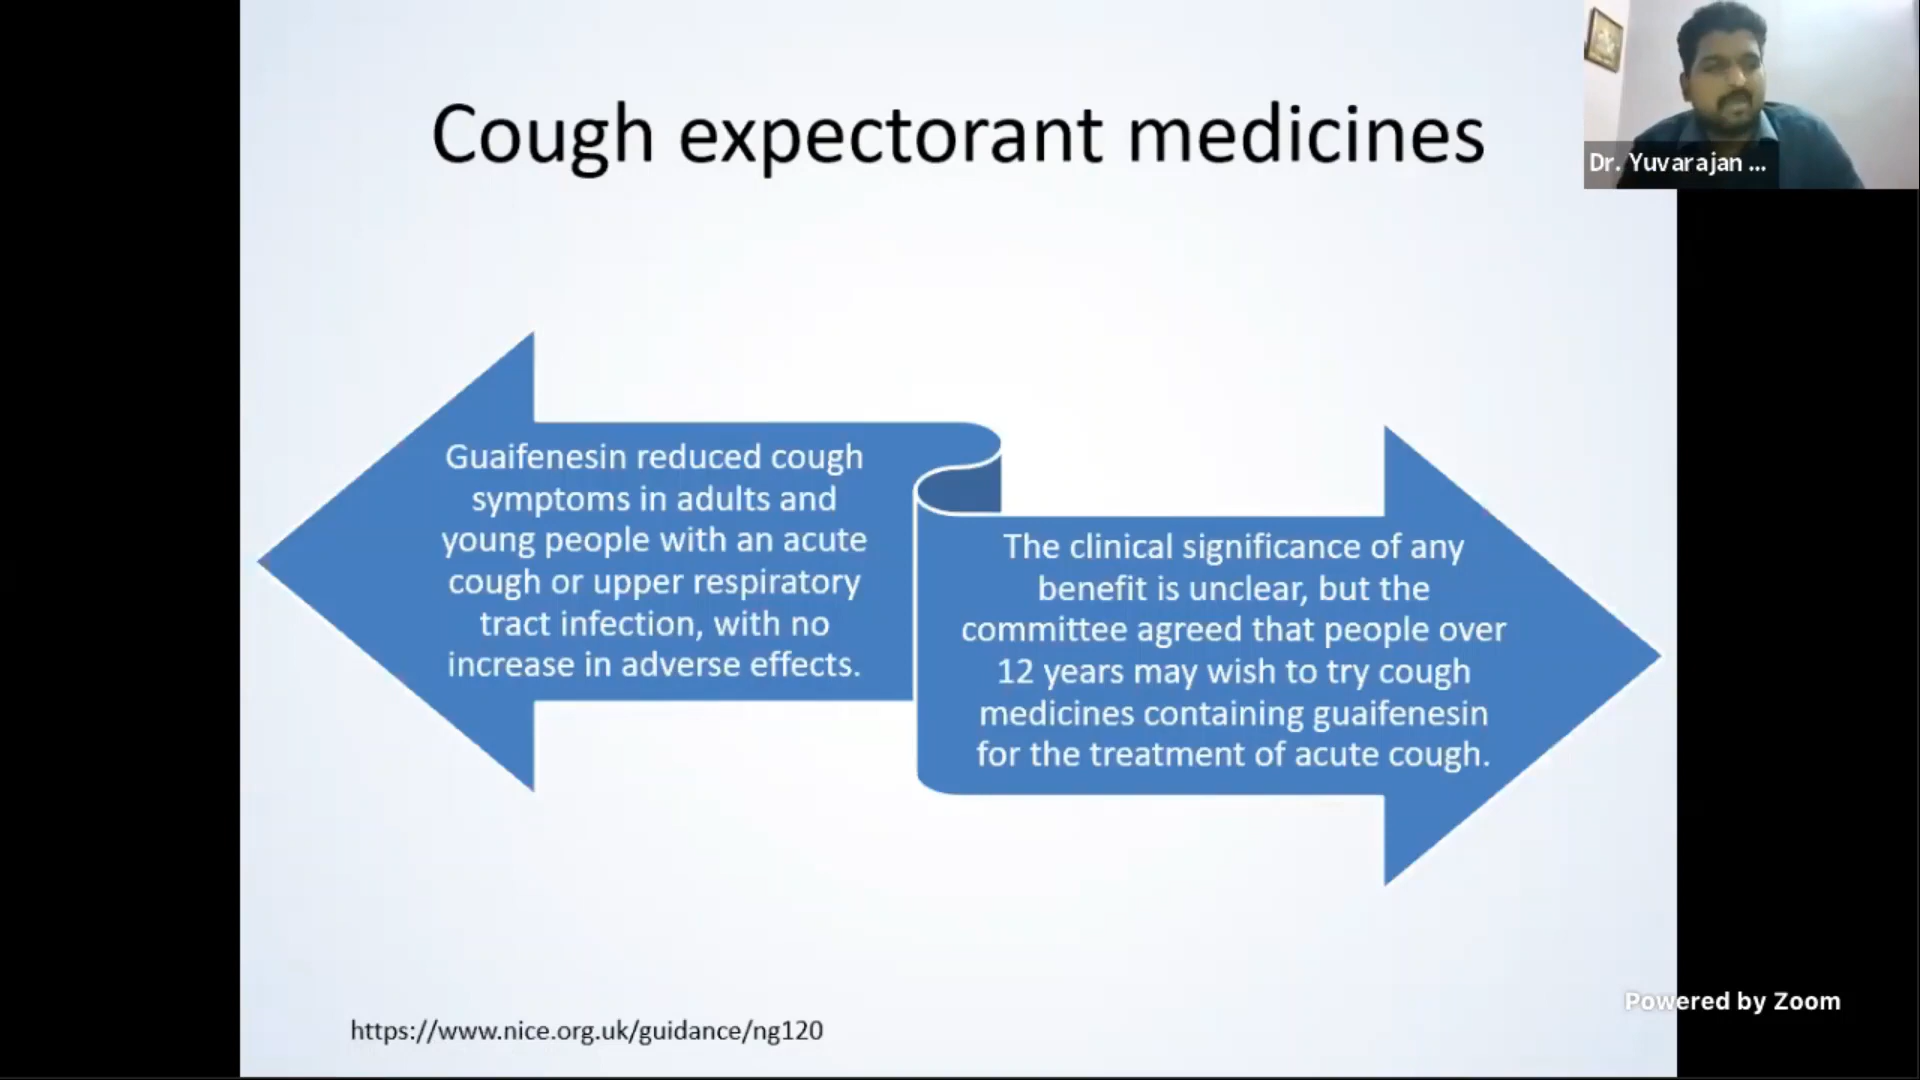 Cough expectorant medicines
Dr. Yuvarajan ...
Guaifenesin reduced cough
symptoms in adults and
young people with an acute
cough or upper respiratory
tract infection, with no
increase in adverse effects.
The clinical significance of any
benefit is unclear, but the
committee agreed that people over
12 years may wish to try cough
medicines containing guaifenesin
for the treatment of acute cough.
https://www.nice.org.uk/guidance/ng120
Powered by Zoom